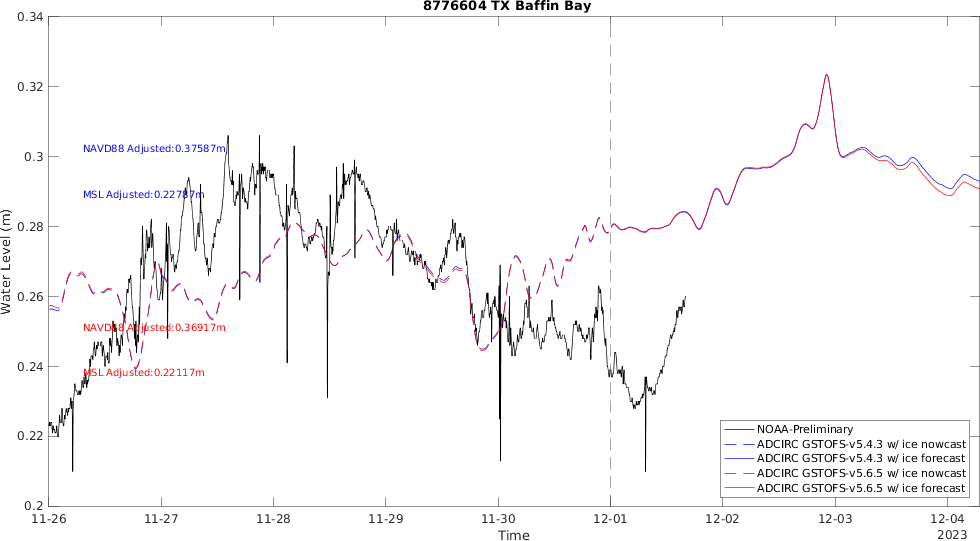 8776604 TX Baffin Bay
0.34
0.32
0.3
0.28
0.26
0.24
0.22
0.2
Water Level (m)
NAVD88 Adjusted:0.37587m
MSL Adjusted:0.22787m
NAVD88 Adjusted:0.36917m
MSL Adjusted:0.22117m
NOAA-Preliminary
ADCIRC GSTOFS-v5.4.3 w/ ice nowcast
ADCIRC GSTOFS-v5.4.3 w/ ice forecast
ADCIRC GSTOFS-v5.6.5 w/ ice nowcast
ADCIRC GSTOFS-v5.6.5 w/ ice forecast
11-26 11-27 11-28 11-29 11-30 12-01 12-02 12-03 12-04
2023
Time